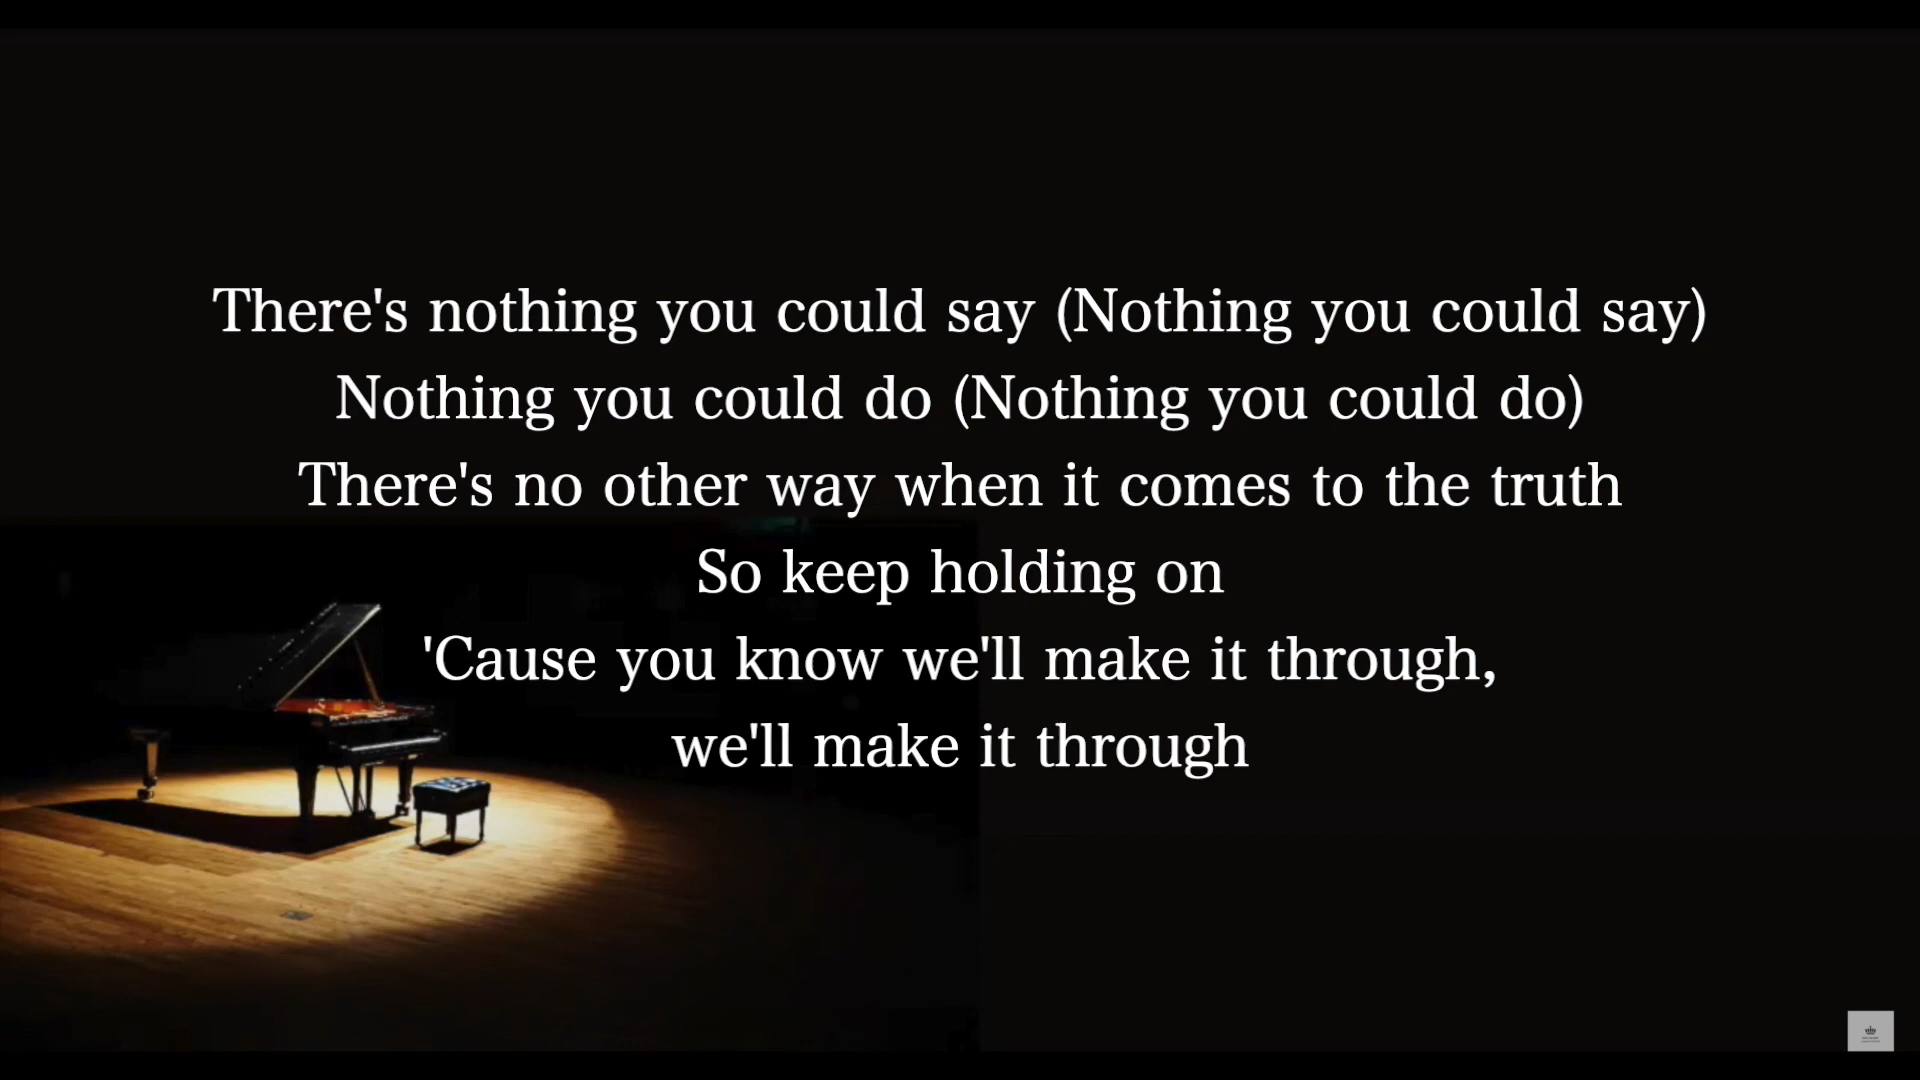 There's nothing you could say (Nothing you could say)
Nothing you could do (Nothing you could do)
There's no other way when it comes to the truth
So keep holding on
'Cause you know we'll make it through,
we'll make it through